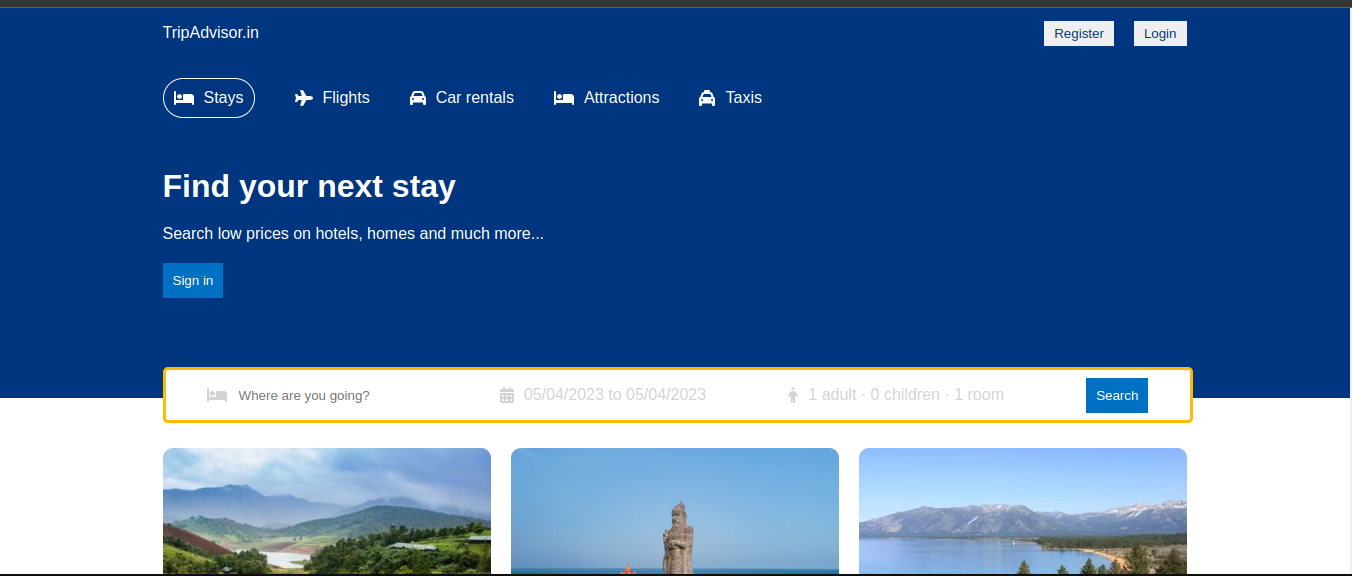 TripAdvisor.in Register Login
Stays Flights Car rentals Attractions Taxis
Find your next stay
Search low prices on hotels, homes and much more...
Sign in
Where are you going? 05/04/2023 to 05/04/2023 1 adult · 0 children · 1 room Search